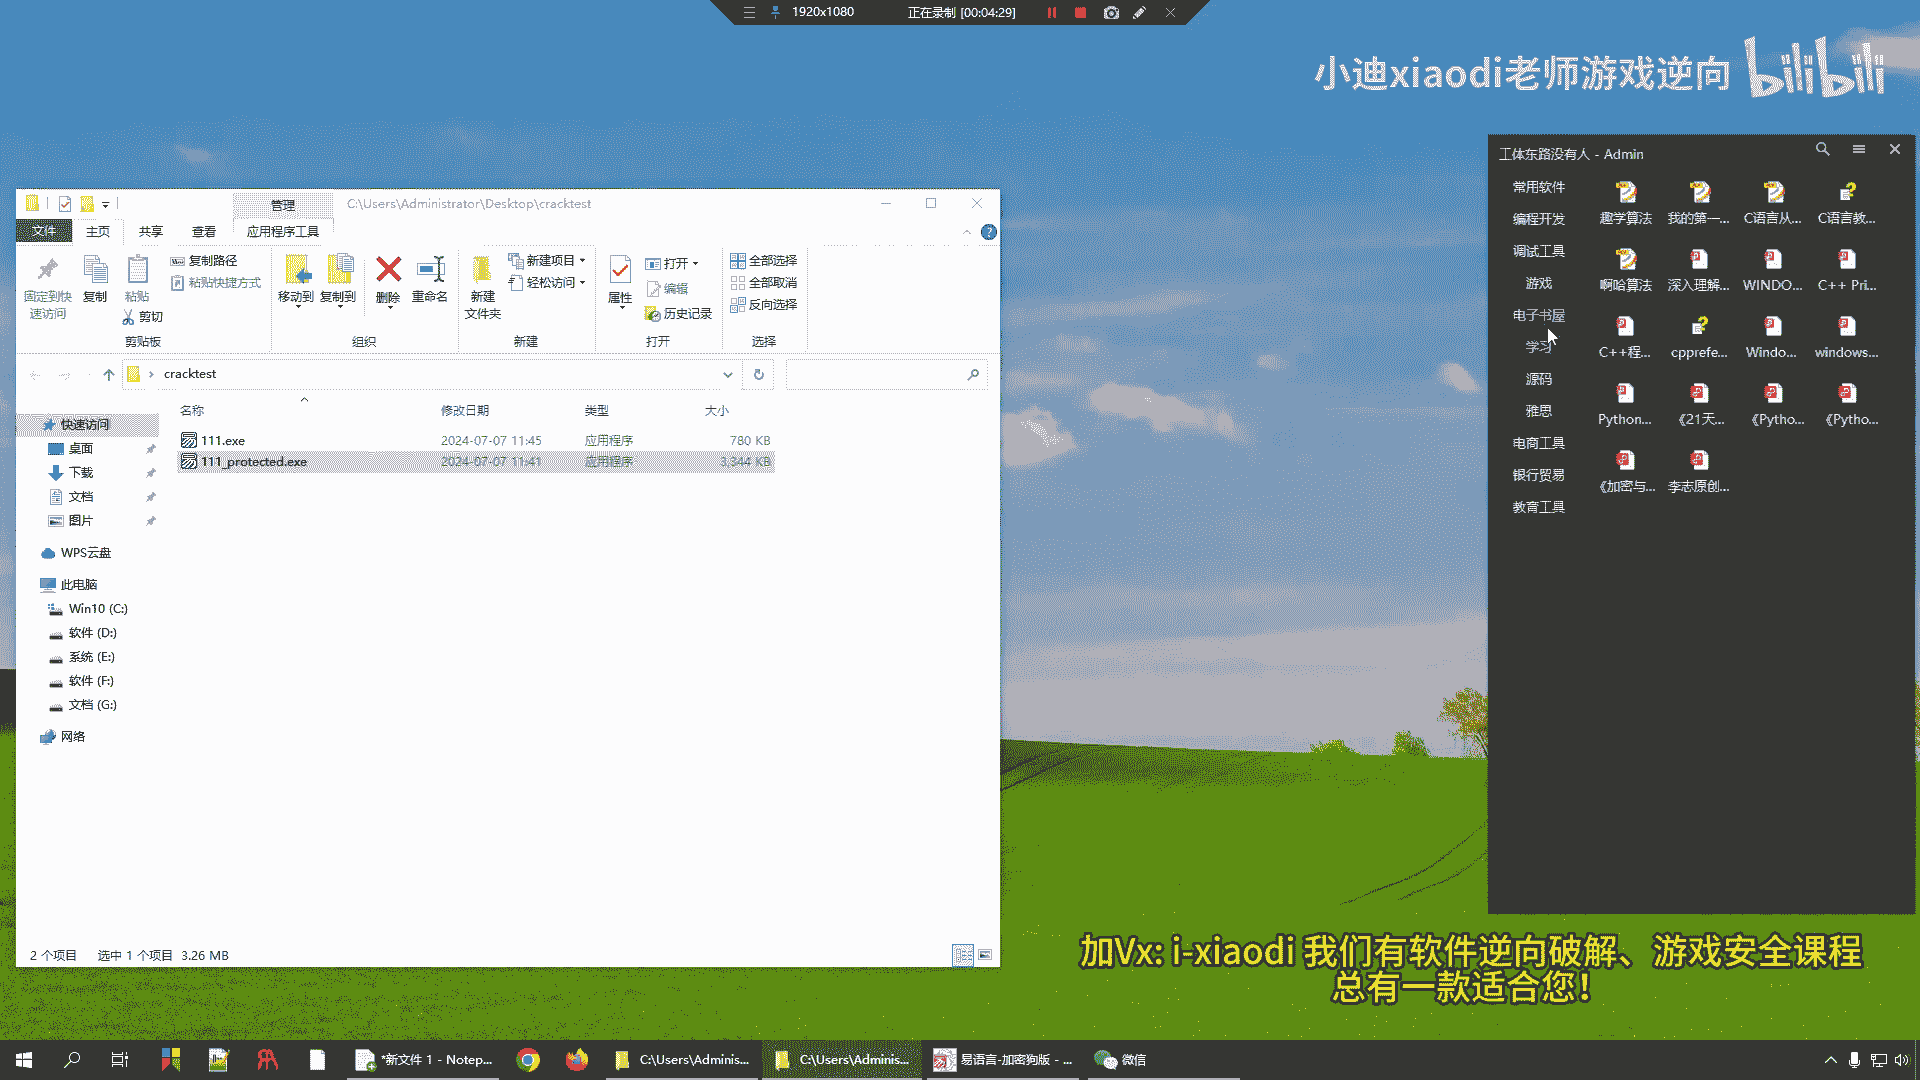 1920x1080
正在录制 [00:04:29]
小迪xiaodi老师游戏逆向 bilibili
管理
C:\Users\Administrator\Desktop\cracktest
文件 主页 共享 查看 应用程序工具
固定到快
速访问
复制
粘贴
复制路径
粘贴快捷方式
剪切
剪贴板
移动到 复制到 删除 重命名
组织
新建
文件夹
新建项目
轻松访问
新建
属性
打开
编辑
历史记录
打开
全部选择
全部取消
反向选择
选择
cracktest
名称 修改日期 类型 大小
111.exe 2024-07-07 11:45 应用程序 780 KB
111_protected.exe 2024-07-07 11:41 应用程序 3,344 KB
快速访问
桌面
下载
文档
图片
WPS云盘
此电脑
Win10 (C:)
软件 (D:)
系统 (E:)
软件 (F:)
文档 (G:)
网络
2 个项目 选中 1 个项目 3.26 MB
工体东路没有人 - Admin
常用软件
编程开发
调试工具
游戏
电子书屋
学习
源码
雅思
电商工具
银行贸易
教育工具
趣学算法 我的第一... C语言从... C语言教...
啊哈算法 深入理解... WINDO... C++ Pri...
C++程... cpprefe... Windo... windows...
Python... 《21天... 《Pytho... 《Pytho...
《加密与... 李志原创...
加Vx: i-xiaodi 我们有软件逆向破解、游戏安全课程
总有一款适合您！
*新文件 1 - Notep... C:\Users\Adminis... C:\Users\Adminis... 易语言-加密狗版 - ... 微信